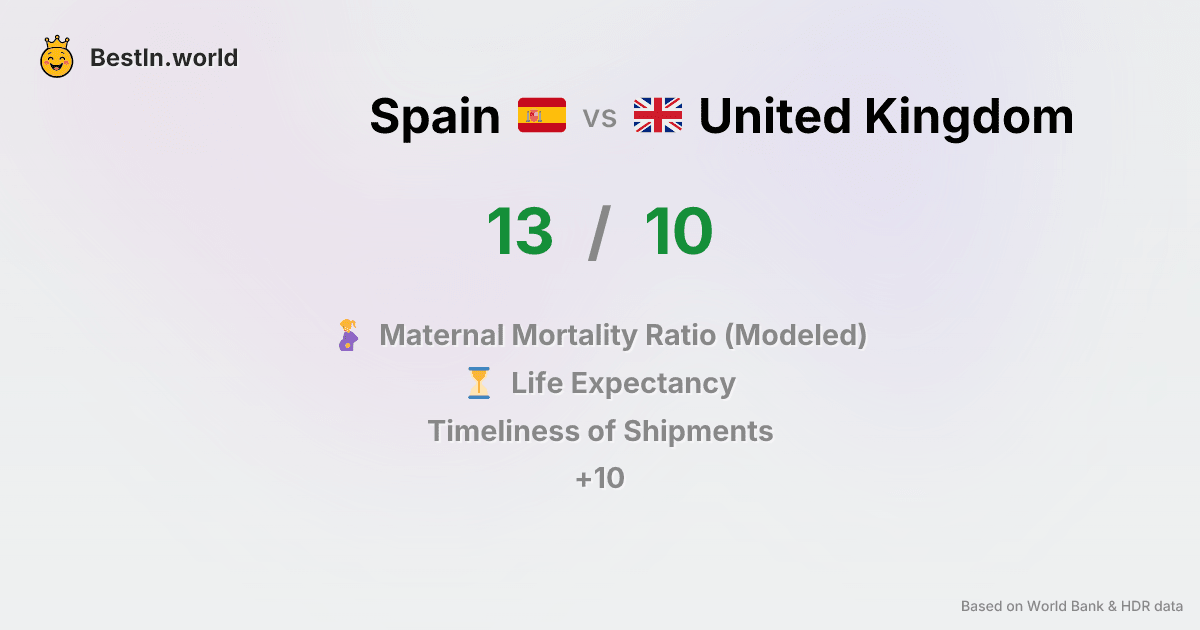 BestIn.world
Spain vs United Kingdom
13 / 10
Maternal Mortality Ratio (Modeled)
Life Expectancy
Timeliness of Shipments
+10
Based on World Bank & HDR data